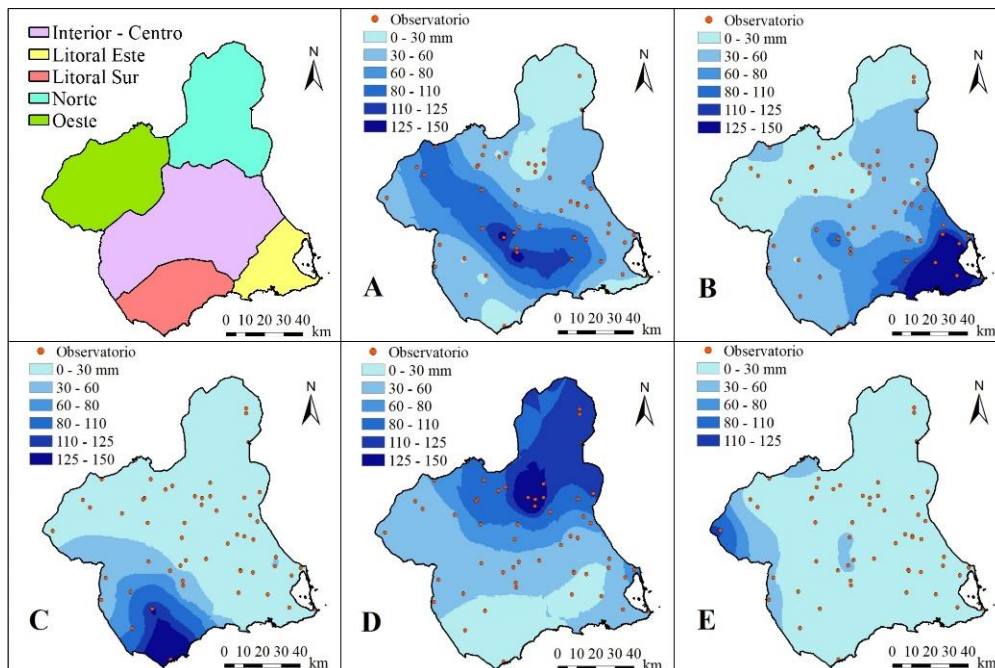 Interior - Centro
Litoral Este
Litoral Sur
Norte
Oeste
N
0 10 20 30 40
km
Observatorio
0 - 30 mm
30 - 60
60 - 80
80 - 110
110 - 125
125 - 150
N
A
0 10 20 30 40
km
Observatorio
0 - 30 mm
30 - 60
60 - 80
80 - 110
110 - 125
125 - 150
N
B
0 10 20 30 40
km
Observatorio
0 - 30 mm
30 - 60
60 - 80
80 - 110
110 - 125
125 - 150
N
C
0 10 20 30 40
km
Observatorio
0 - 30 mm
30 - 60
60 - 80
80 - 110
110 - 125
125 - 150
N
D
0 10 20 30 40
km
Observatorio
0 - 30 mm
30 - 60
60 - 80
80 - 110
110 - 125
N
E
0 10 20 30 40
km